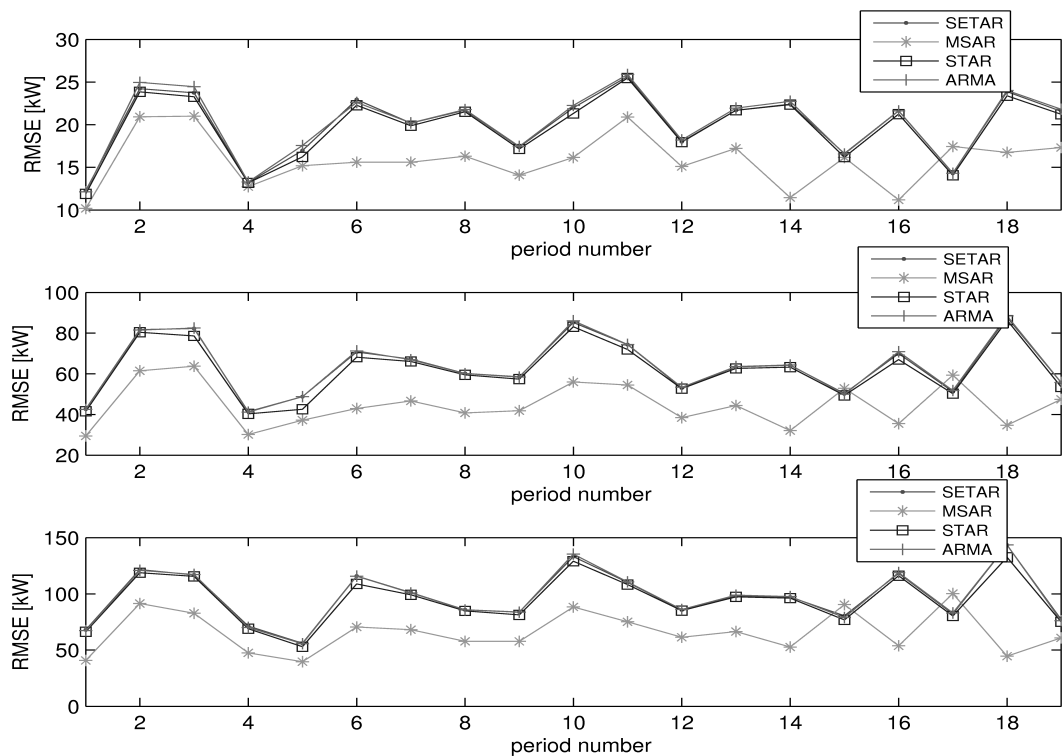 SETAR
MSAR
STAR
ARMA
30
25
20
15
10
RMSE [kW]
2 4 6 8 10 12 14 16 18
period number
SETAR
MSAR
STAR
ARMA
100
80
60
40
20
RMSE [kW]
2 4 6 8 10 12 14 16 18
period number
SETAR
MSAR
STAR
ARMA
150
100
50
0
RMSE [kW]
2 4 6 8 10 12 14 16 18
period number